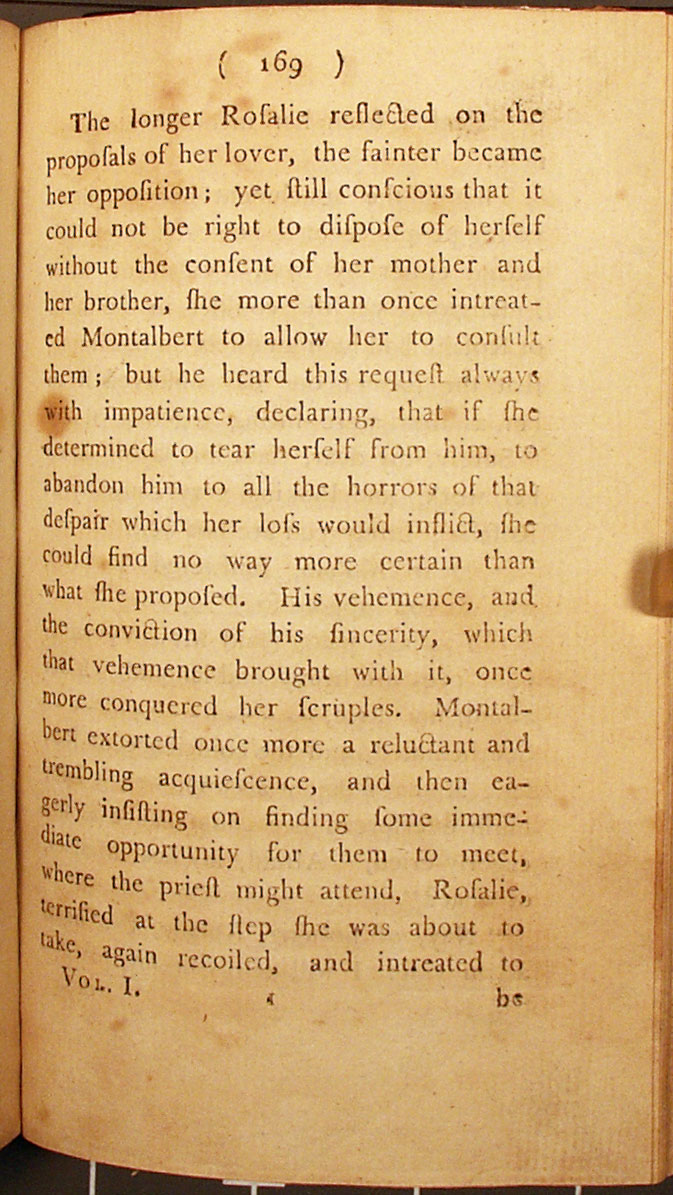 ( 169 )
The longer Roſalie reflected on the
propoſals of her lover, the fainter became
her oppoſition; yet ſtill conſcious that it
could not be right to diſpoſe of herſelf
without the conſent of her mother and
her brother, ſhe more than once intreat-
ed Montalbert to allow her to conſult
them; but he heard this requeſt always
with impatience, declaring, that if ſhe
determined to tear herſelf from him, to
abandon him to all the horrors of that
deſpair which her loſs would inflict, ſhe
could find no way more certain than
what ſhe propoſed. His vehemence, and
the conviction of his ſincerity, which
that vehemence brought with it, once
more conquered her ſcruples. Montal-
bert extorted once more a reluctant and
trembling acquieſcence, and then ea-
gerly inſiſting on finding ſome imme-
diate opportunity for them to meet,
where the prieſt might attend, Roſalie,
terrified at the ſtep ſhe was about to
take, again recoiled, and intreated to
VOL. I. be